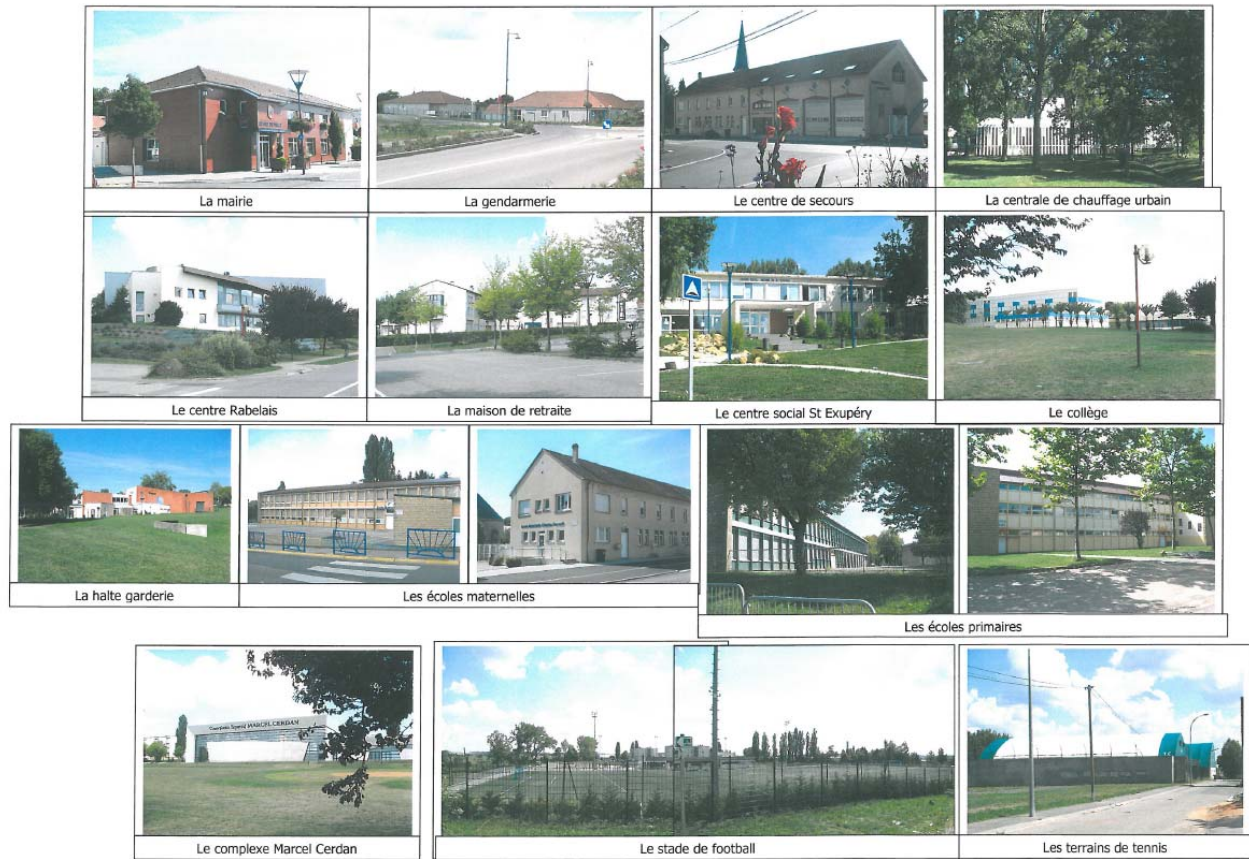 La mairie
La gendarmerie
Le centre de secours
La centrale de chauffage urbain
Le centre Rabelais
La maison de retraite
Le centre social St Exupéry
Le collège
La halte garderie
Les écoles maternelles
Les écoles primaires
MARCEL CERDAN
Le complexe Marcel Cerdan
Le stade de football
Les terrains de tennis